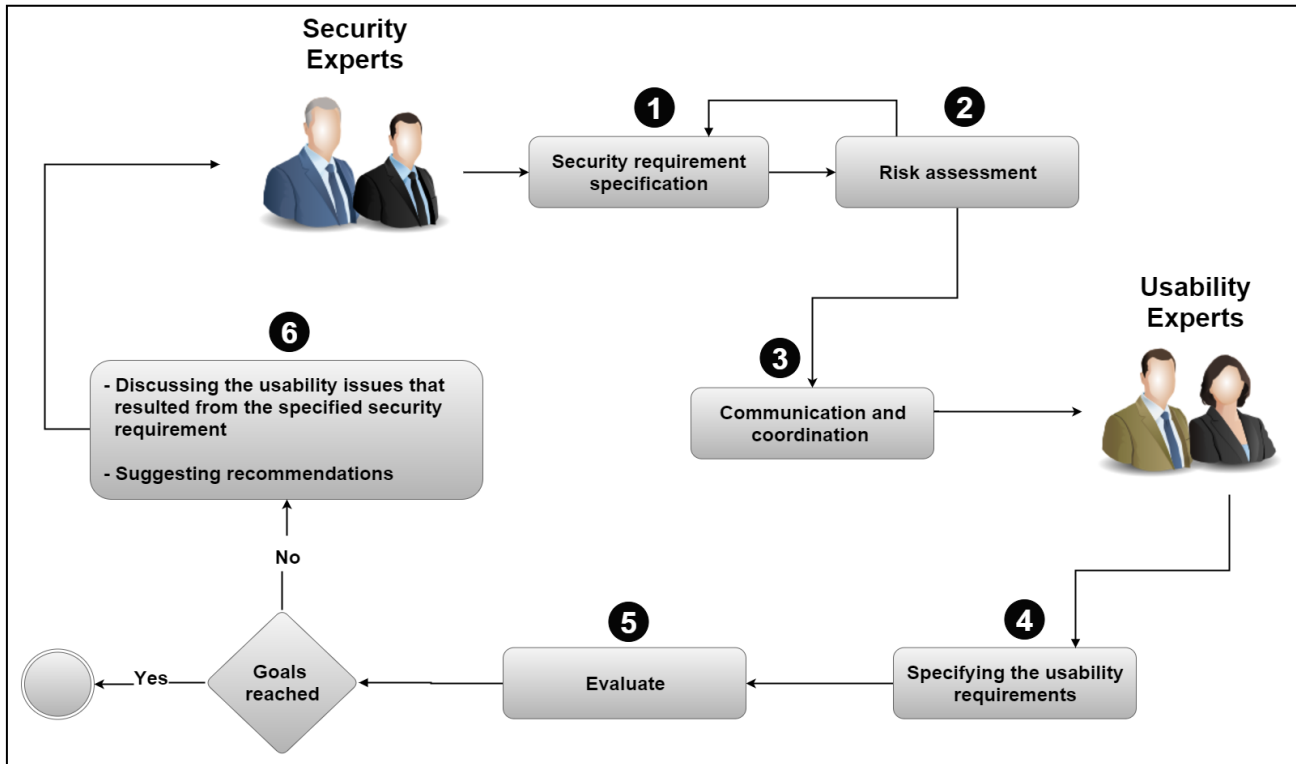 Security
Experts
1
2
Security requirement
specification
Risk assessment
Usability
Experts
6
3
- Discussing the usability issues that
resulted from the specified security
requirement
- Suggesting recommendations
Communication and
coordination
No
5
4
Yes
Goals
reached
Evaluate
Specifying the usability
requirements